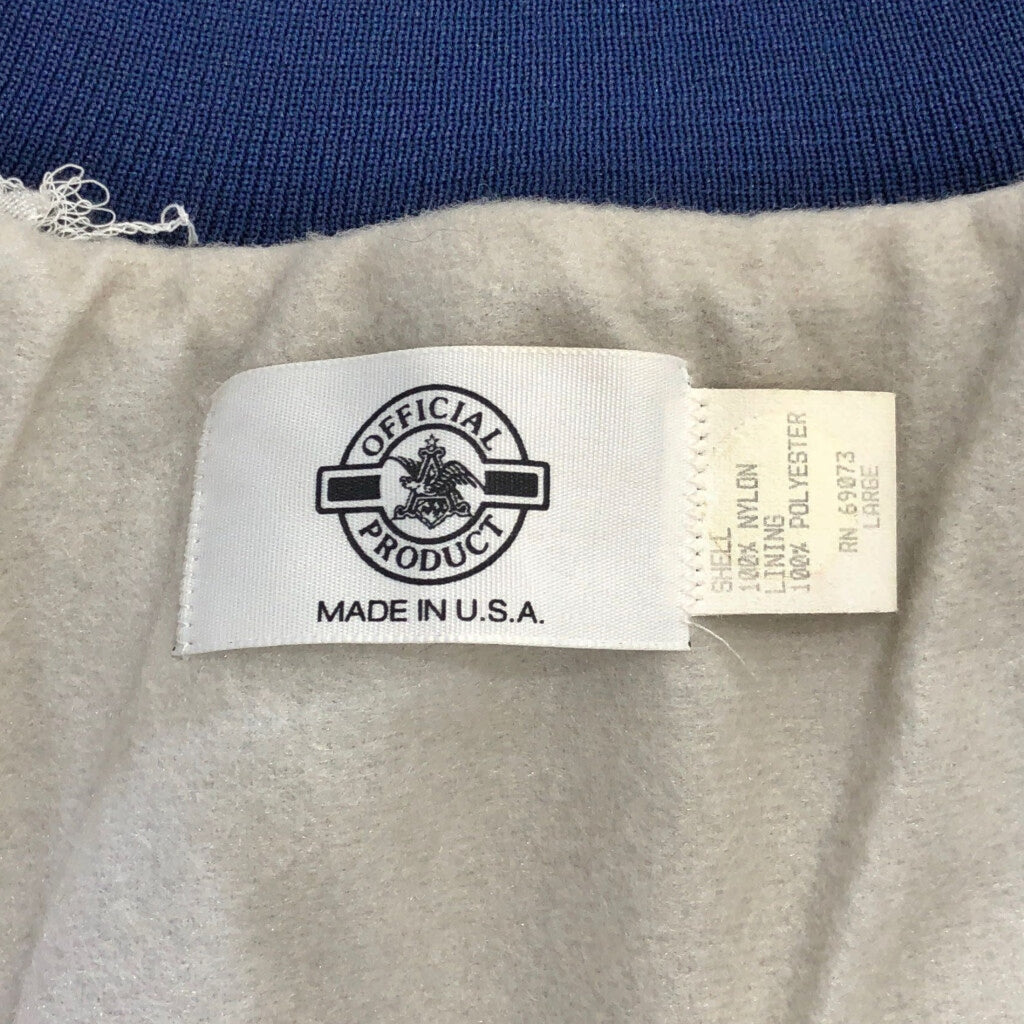 OFFICIAL
PRODUCT
MADE IN U.S.A.
SHELL
100% NYLON
LINING
100% POLYESTER
RN 69073
LARGE